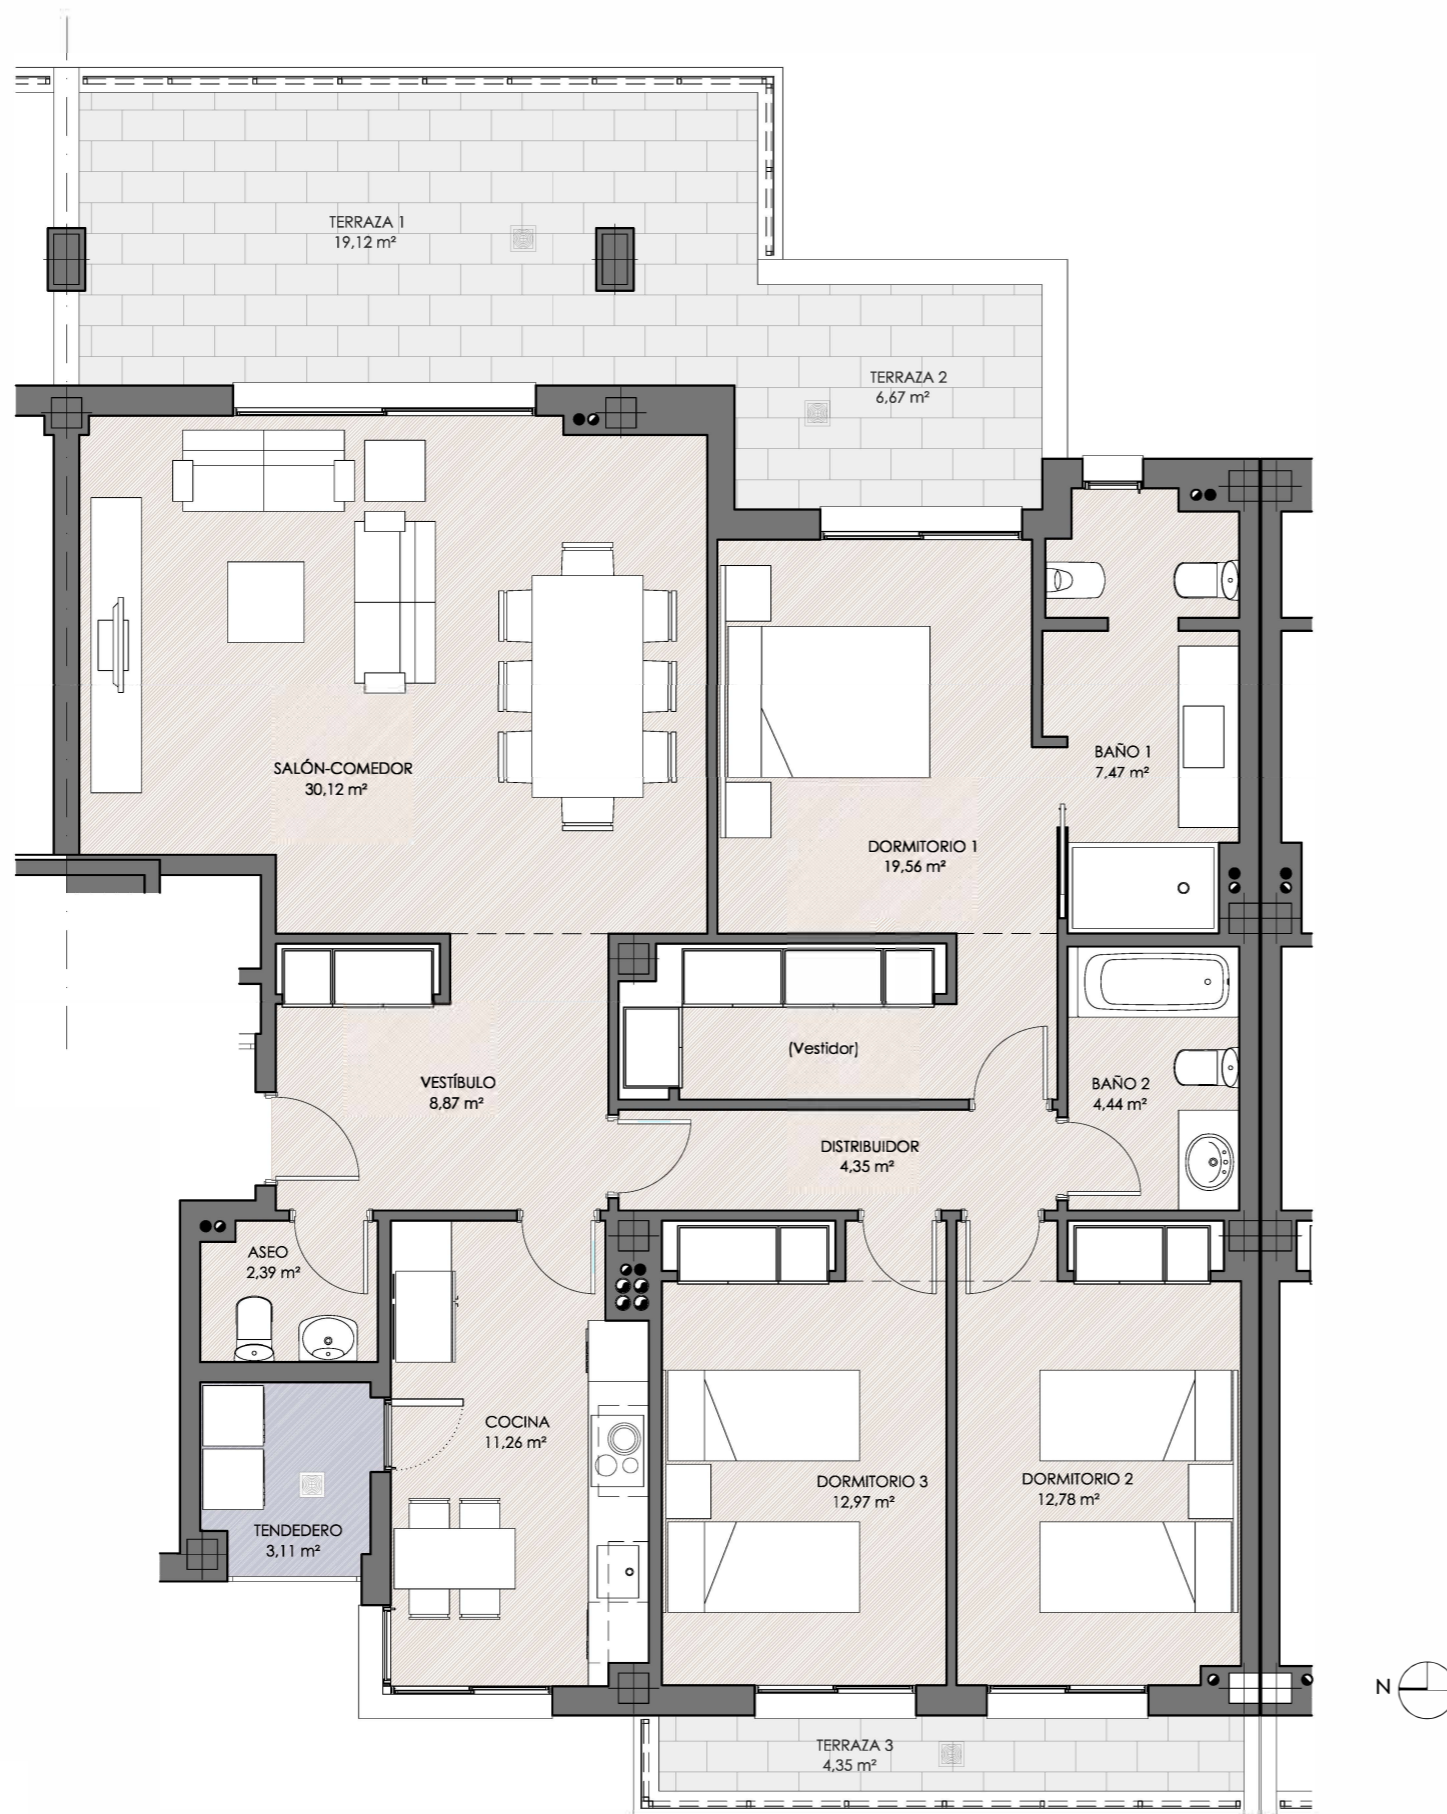 TERRAZA 1
19,12 m²
TERRAZA 2
6,67 m²
SALÓN-COMEDOR
30,12 m²
BAÑO 1
7,47 m²
DORMITORIO 1
19,56 m²
(Vestidor)
VESTÍBULO
8,87 m²
BAÑO 2
4,44 m²
DISTRIBUIDOR
4,35 m²
ASEO
2,39 m²
COCINA
11,26 m²
DORMITORIO 3
12,97 m²
DORMITORIO 2
12,78 m²
TENDEDERO
3,11 m²
N
TERRAZA 3
4,35 m²